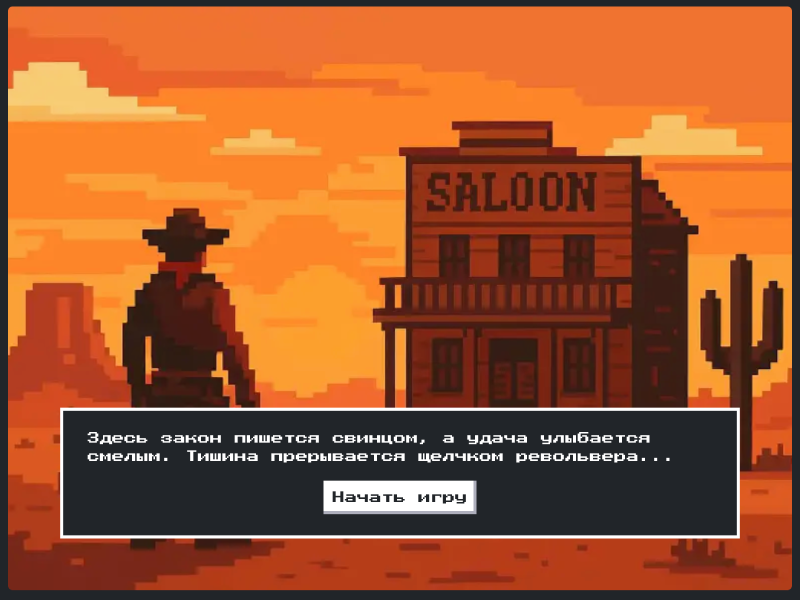 SALOON
Здесь закон пишется свинцом, а удача улыбается
смелым. Тишина прерывается щелчком револьвера...
Начать игру